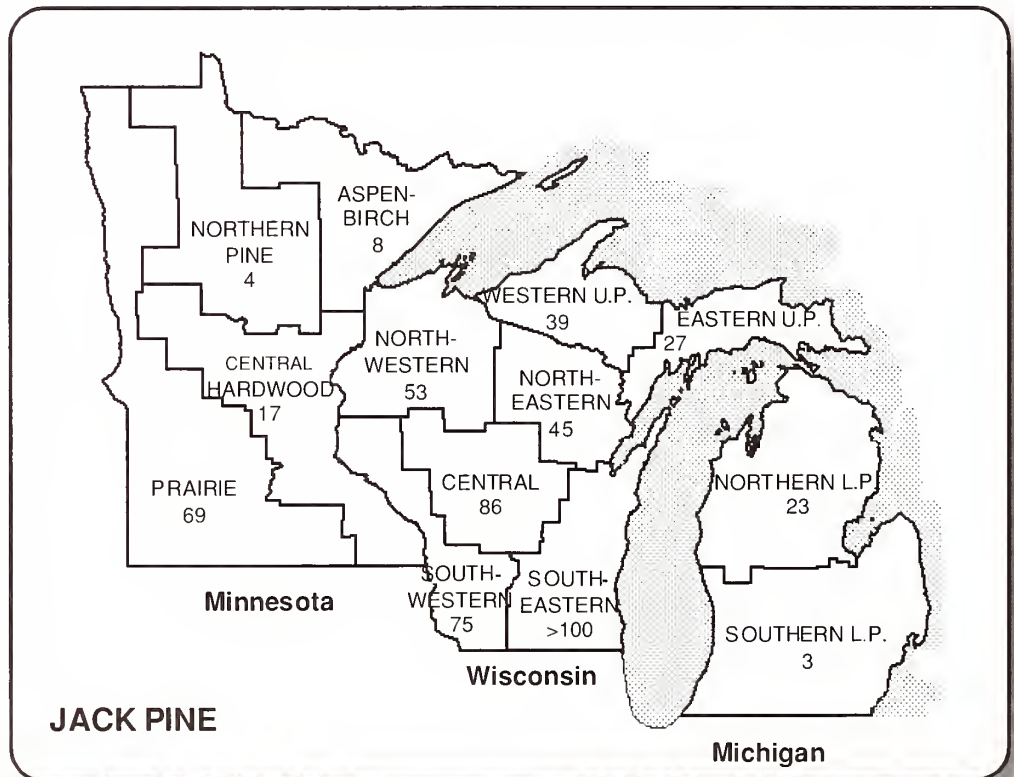 ASPEN-
BIRCH
8
NORTHERN
PINE
4
WESTERN U.P.
39
EASTERN U.P.
27
NORTH-
WESTERN
53
CENTRAL
HARDWOOD
17
NORTH-
EASTERN
45
PRAIRIE
69
CENTRAL
86
NORTHERN L.P.
23
SOUTH-
WESTERN
75
SOUTH-
EASTERN
>100
SOUTHERN L.P.
3
Minnesota
Wisconsin
Michigan
JACK PINE